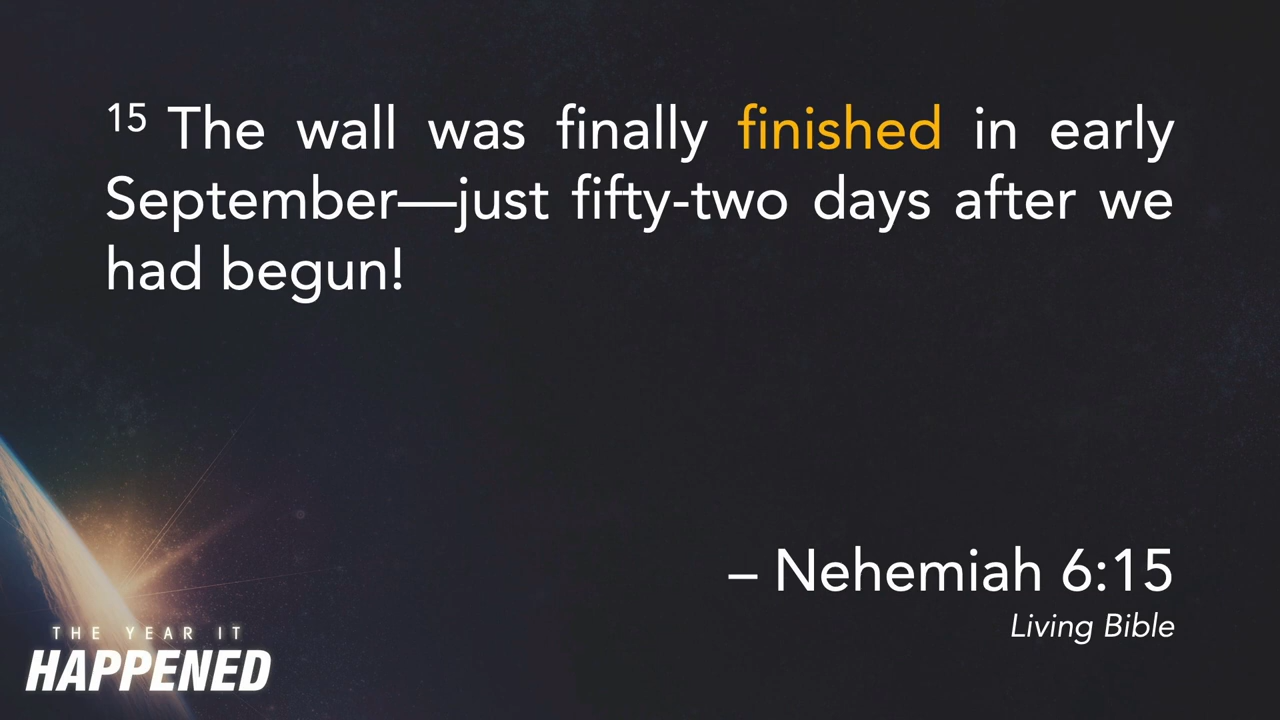 15 The wall was finally finished in early
September—just fifty-two days after we
had begun!
– Nehemiah 6:15
Living Bible
THE YEAR IT
HAPPENED